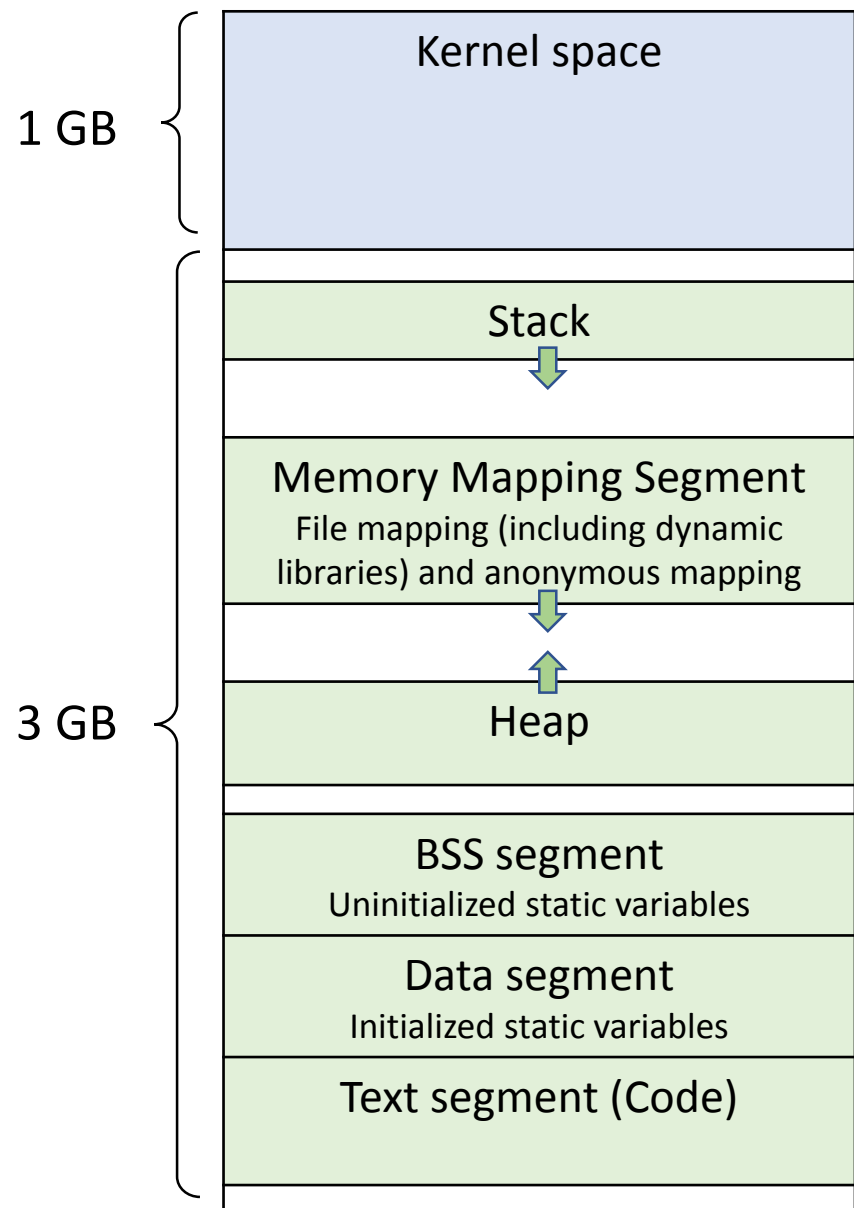 Kernel space
1 GB
Stack
Memory Mapping Segment
File mapping (including dynamic
libraries) and anonymous mapping
3 GB
Heap
BSS segment
Uninitialized static variables
Data segment
Initialized static variables
Text segment (Code)